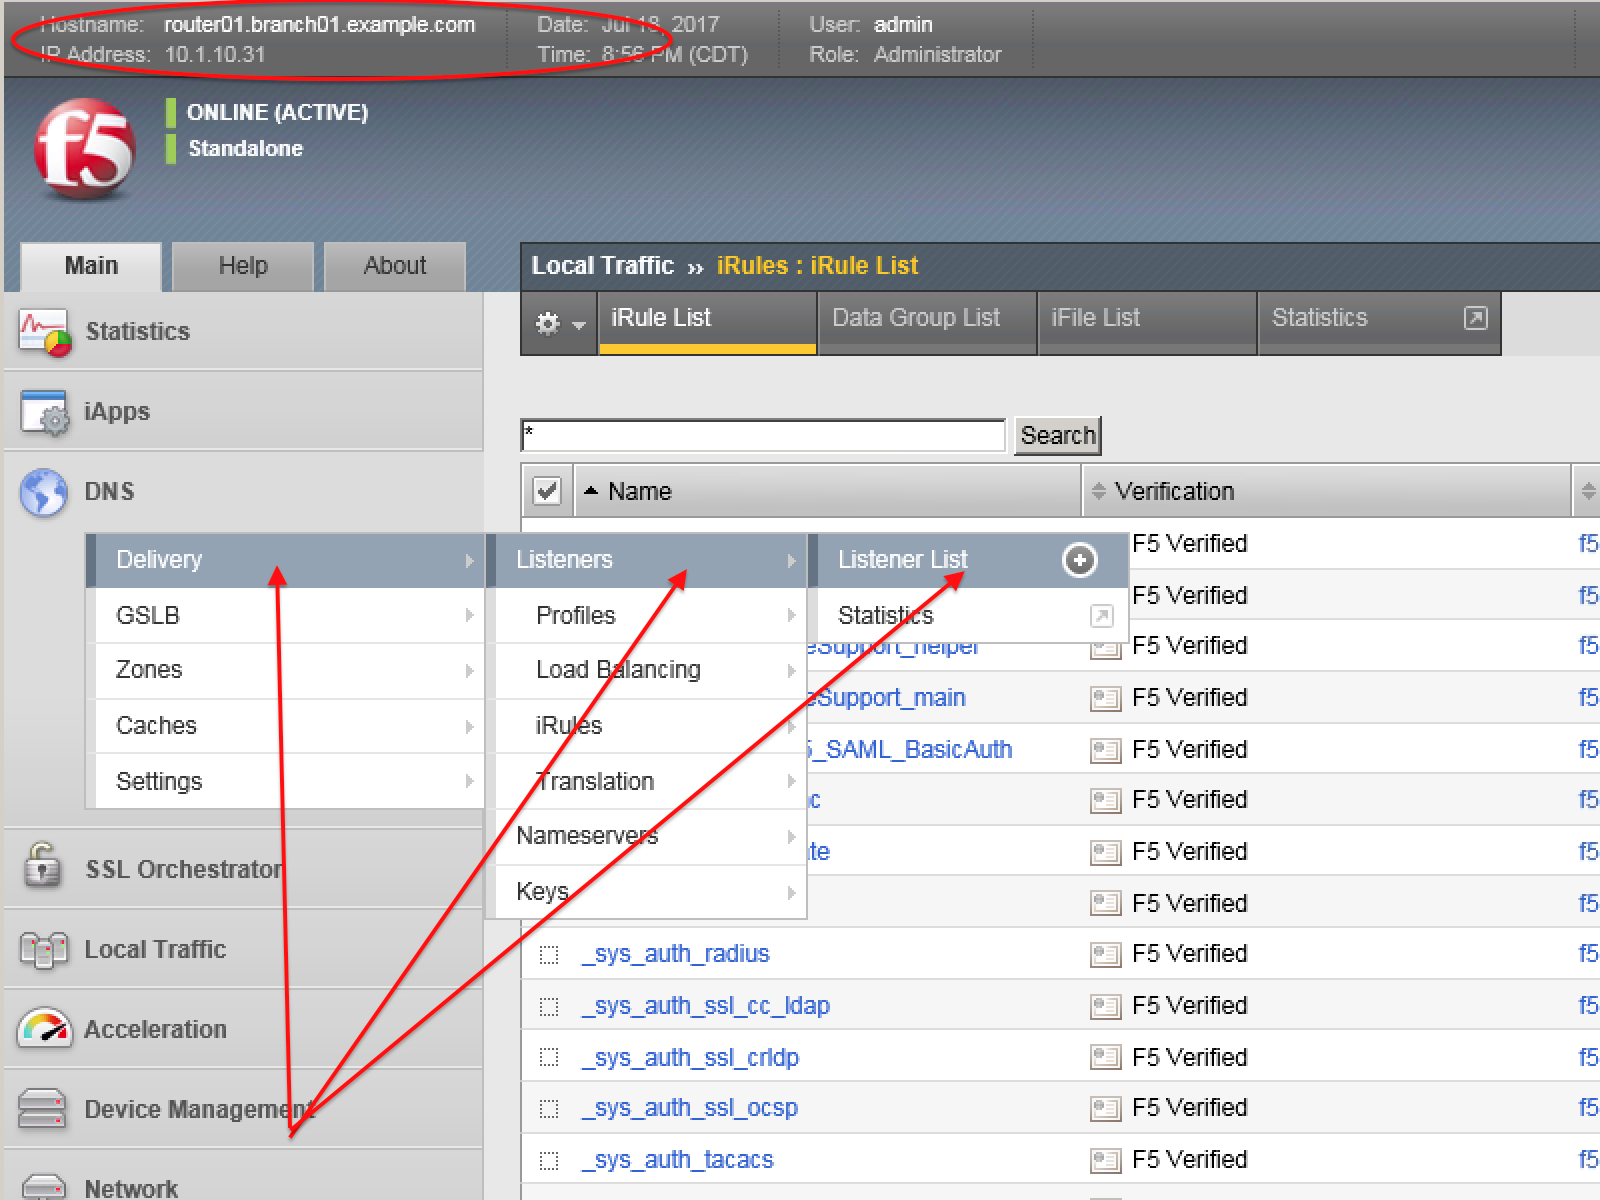 Hostname: router01.branch01.example.com Date: Jul 18, 2017 User: admin
IP Address: 10.1.10.31 Time: 8:56 PM (CDT) Role: Administrator
f5
ONLINE (ACTIVE)
Standalone
Main Help About
Local Traffic ›› iRules : iRule List
iRule List Data Group List iFile List Statistics
Statistics
iApps
* Search
DNS
Name Verification
F5 Verified f5
Delivery Listeners Listener List
F5 Verified f5
GSLB Profiles Statistics
eSupport_helper F5 Verified f5
Zones Load Balancing
eSupport_main F5 Verified f5
Caches iRules
_SAML_BasicAuth F5 Verified f5
Settings Translation
c F5 Verified f5
Nameservers
te F5 Verified f5
SSL Orchestrator
Keys
F5 Verified f5
Local Traffic
_sys_auth_radius F5 Verified f5
_sys_auth_ssl_cc_ldap F5 Verified f5
Acceleration
_sys_auth_ssl_crldp F5 Verified f5
Device Management
_sys_auth_ssl_ocsp F5 Verified f5
_sys_auth_tacacs F5 Verified f5
Network